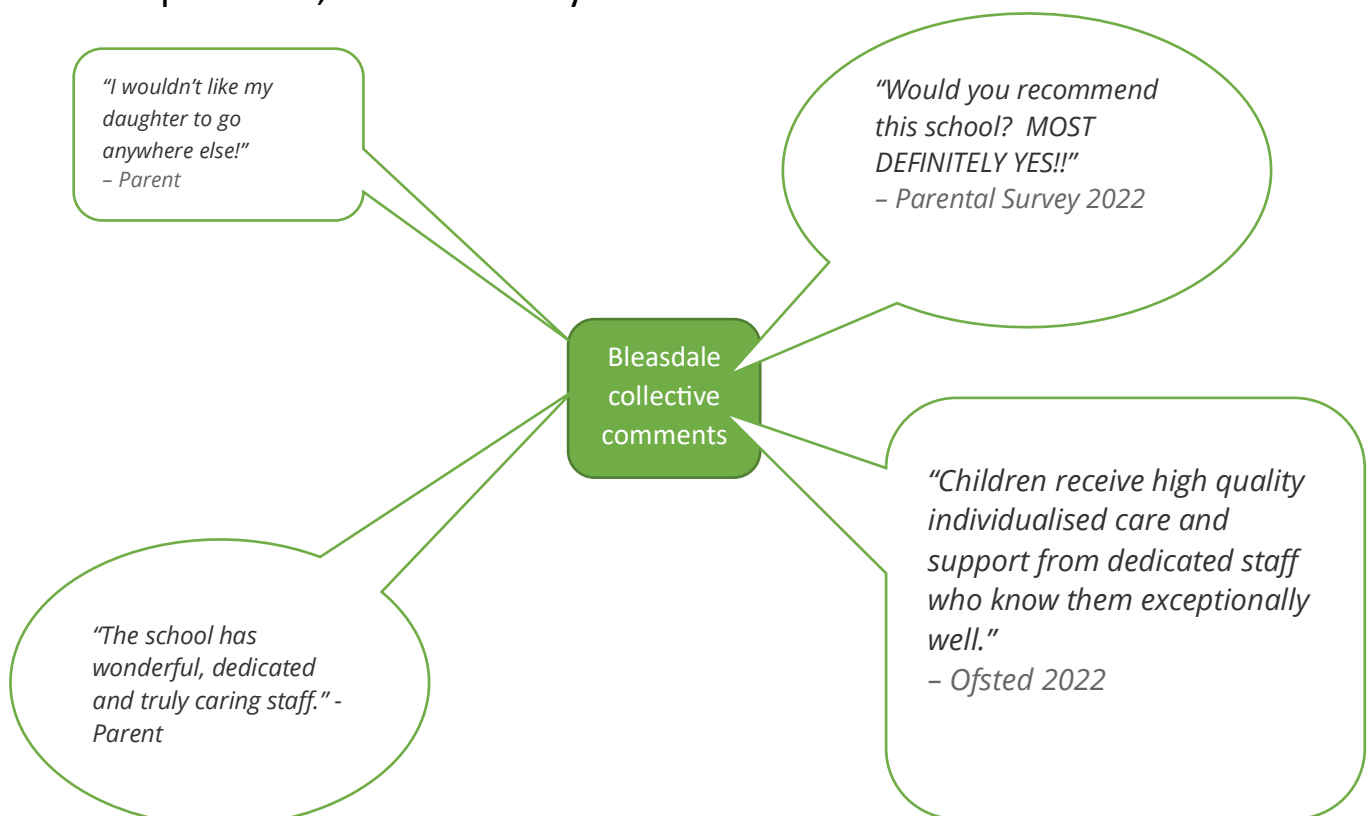 “I wouldn’t like my
daughter to go
anywhere else!”
– Parent
“Would you recommend
this school?  MOST
DEFINITELY YES!!”
– Parental Survey 2022
Bleasdale
collective
comments
“Children receive high quality
individualised care and
support from dedicated staff
who know them exceptionally
well.”
– Ofsted 2022
“The school has
wonderful, dedicated
and truly caring staff.” -
Parent